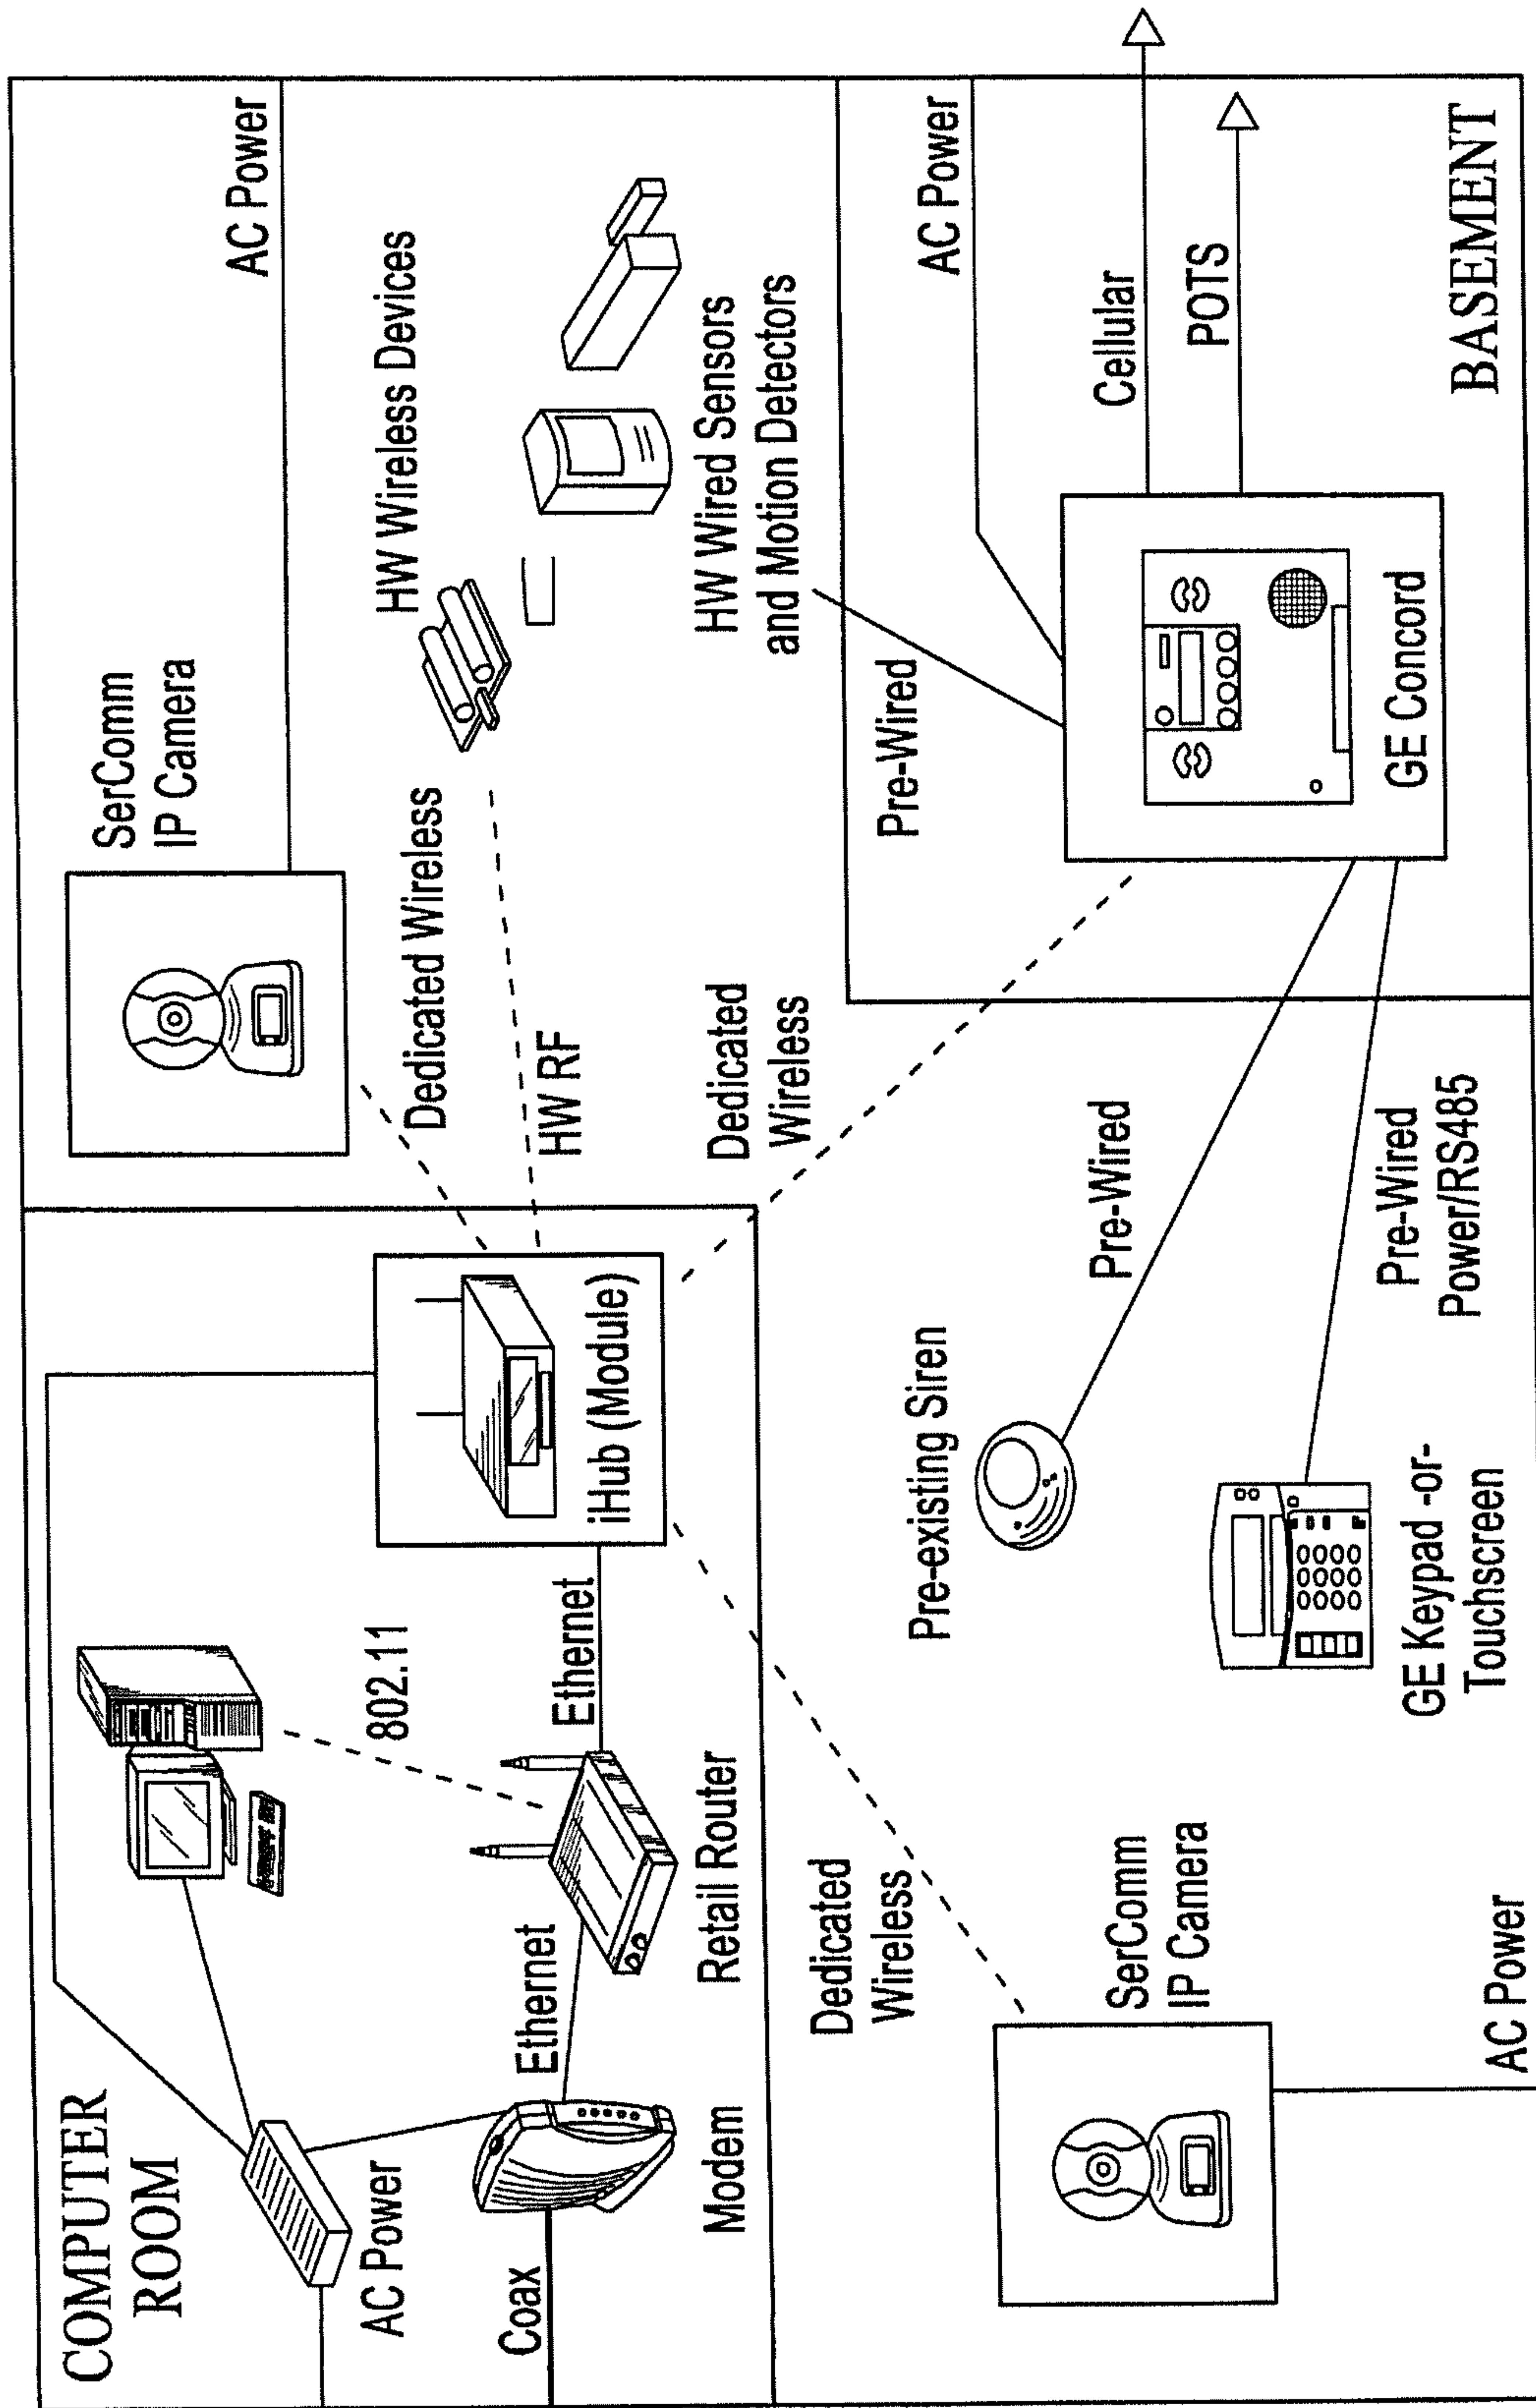 COMPUTER
ROOM
AC Power
Coax
Modem
Ethernet
Retail Router
802.11
Ethernet
iHub (Module)
SerComm
IP Camera
AC Power
Dedicated Wireless
HW RF
HW Wireless Devices
HW Wired Sensors
and Motion Detectors
Dedicated
Wireless
Dedicated
Wireless
SerComm
IP Camera
AC Power
Pre-existing Siren
Pre-Wired
GE Keypad -or-
Touchscreen
Pre-Wired
Power/RS485
Pre-Wired
AC Power
Cellular
POTS
GE Concord
BASEMENT